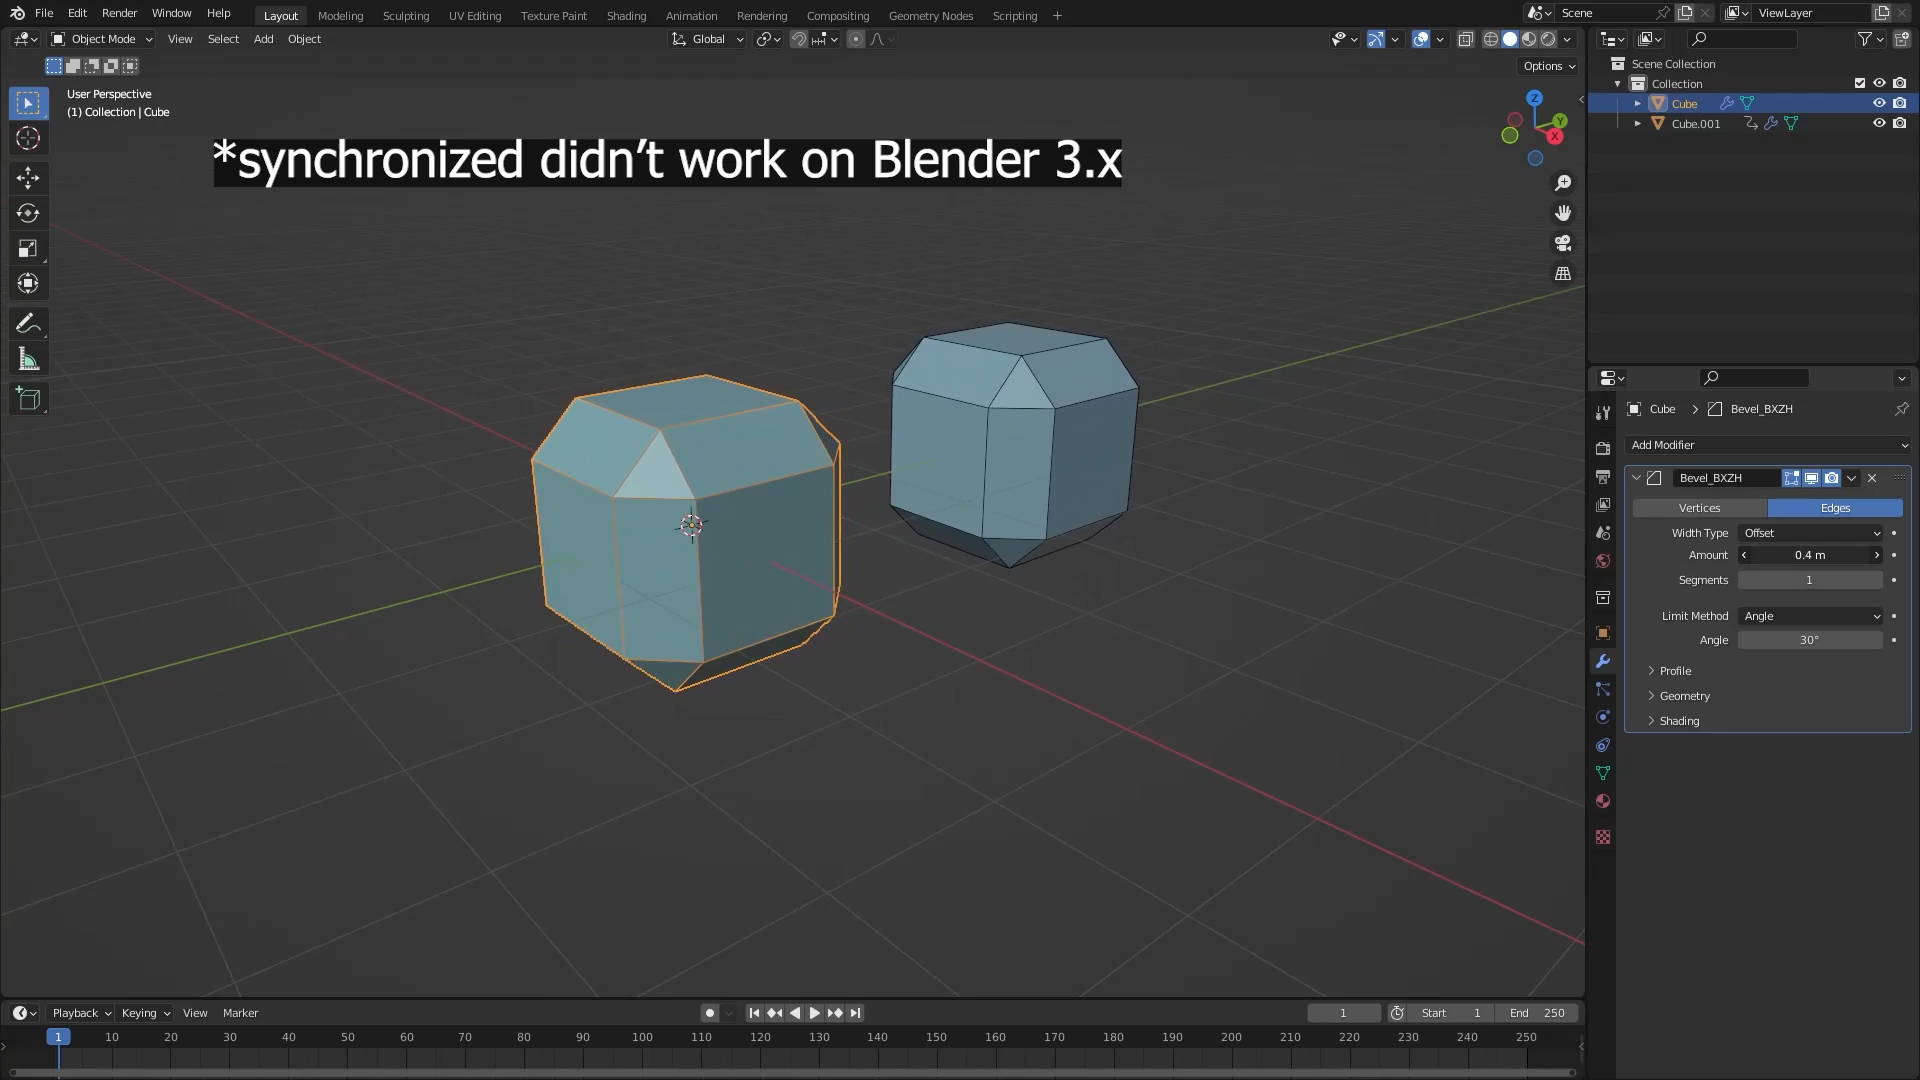 File Edit Render Window Help Layout Modeling Sculpting UV Editing Texture Paint Shading Animation Rendering Compositing Geometry Nodes Scripting + Scene ViewLayer
Object Mode View Select Add Object Global
Options
User Perspective
(1) Collection | Cube
*synchronized didn't work on Blender 3.x
Z
Y
X
Scene Collection
Collection
Cube
Cube.001
Cube > Bevel_BXZH
Add Modifier
Bevel_BXZH
Vertices Edges
Width Type Offset
Amount 0.4 m
Segments 1
Limit Method Angle
Angle 30°
Profile
Geometry
Shading
Playback Keying View Marker 1 Start 1 End 250
1 10 20 30 40 50 60 70 80 90 100 110 120 130 140 150 160 170 180 190 200 210 220 230 240 250